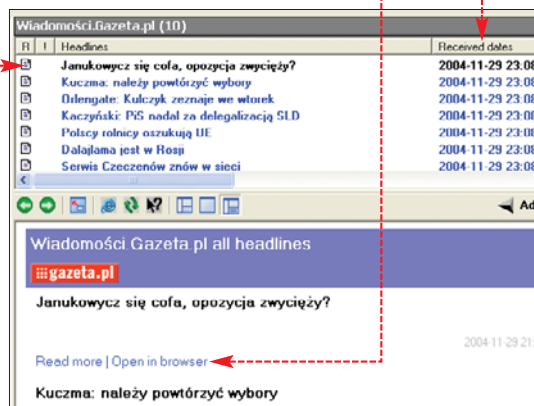 Wiadomości.Gazeta.pl (10)
R ! Headlines Received dates
Janukowycz się cofa, opozycja zwycięży? 2004-11-29 23:08
Kuczma: należy powtórzyć wybory 2004-11-29 23:08
Orlengate: Kulczyk zeznaje we wtorek 2004-11-29 23:08
Kaczyński: PiS nadal za delegalizacją SLD 2004-11-29 23:08
Polscy rolnicy oszukują UE 2004-11-29 23:08
Dalajlama jest w Rosji 2004-11-29 23:08
Serwis Czeczenów znów w sieci 2004-11-29 23:08
Ad
Wiadomości.Gazeta.pl all headlines
gazeta.pl
Janukowycz się cofa, opozycja zwycięży?
2004-11-29 21:
Read more | Open in browser
Kuczma: należy powtórzyć wybory